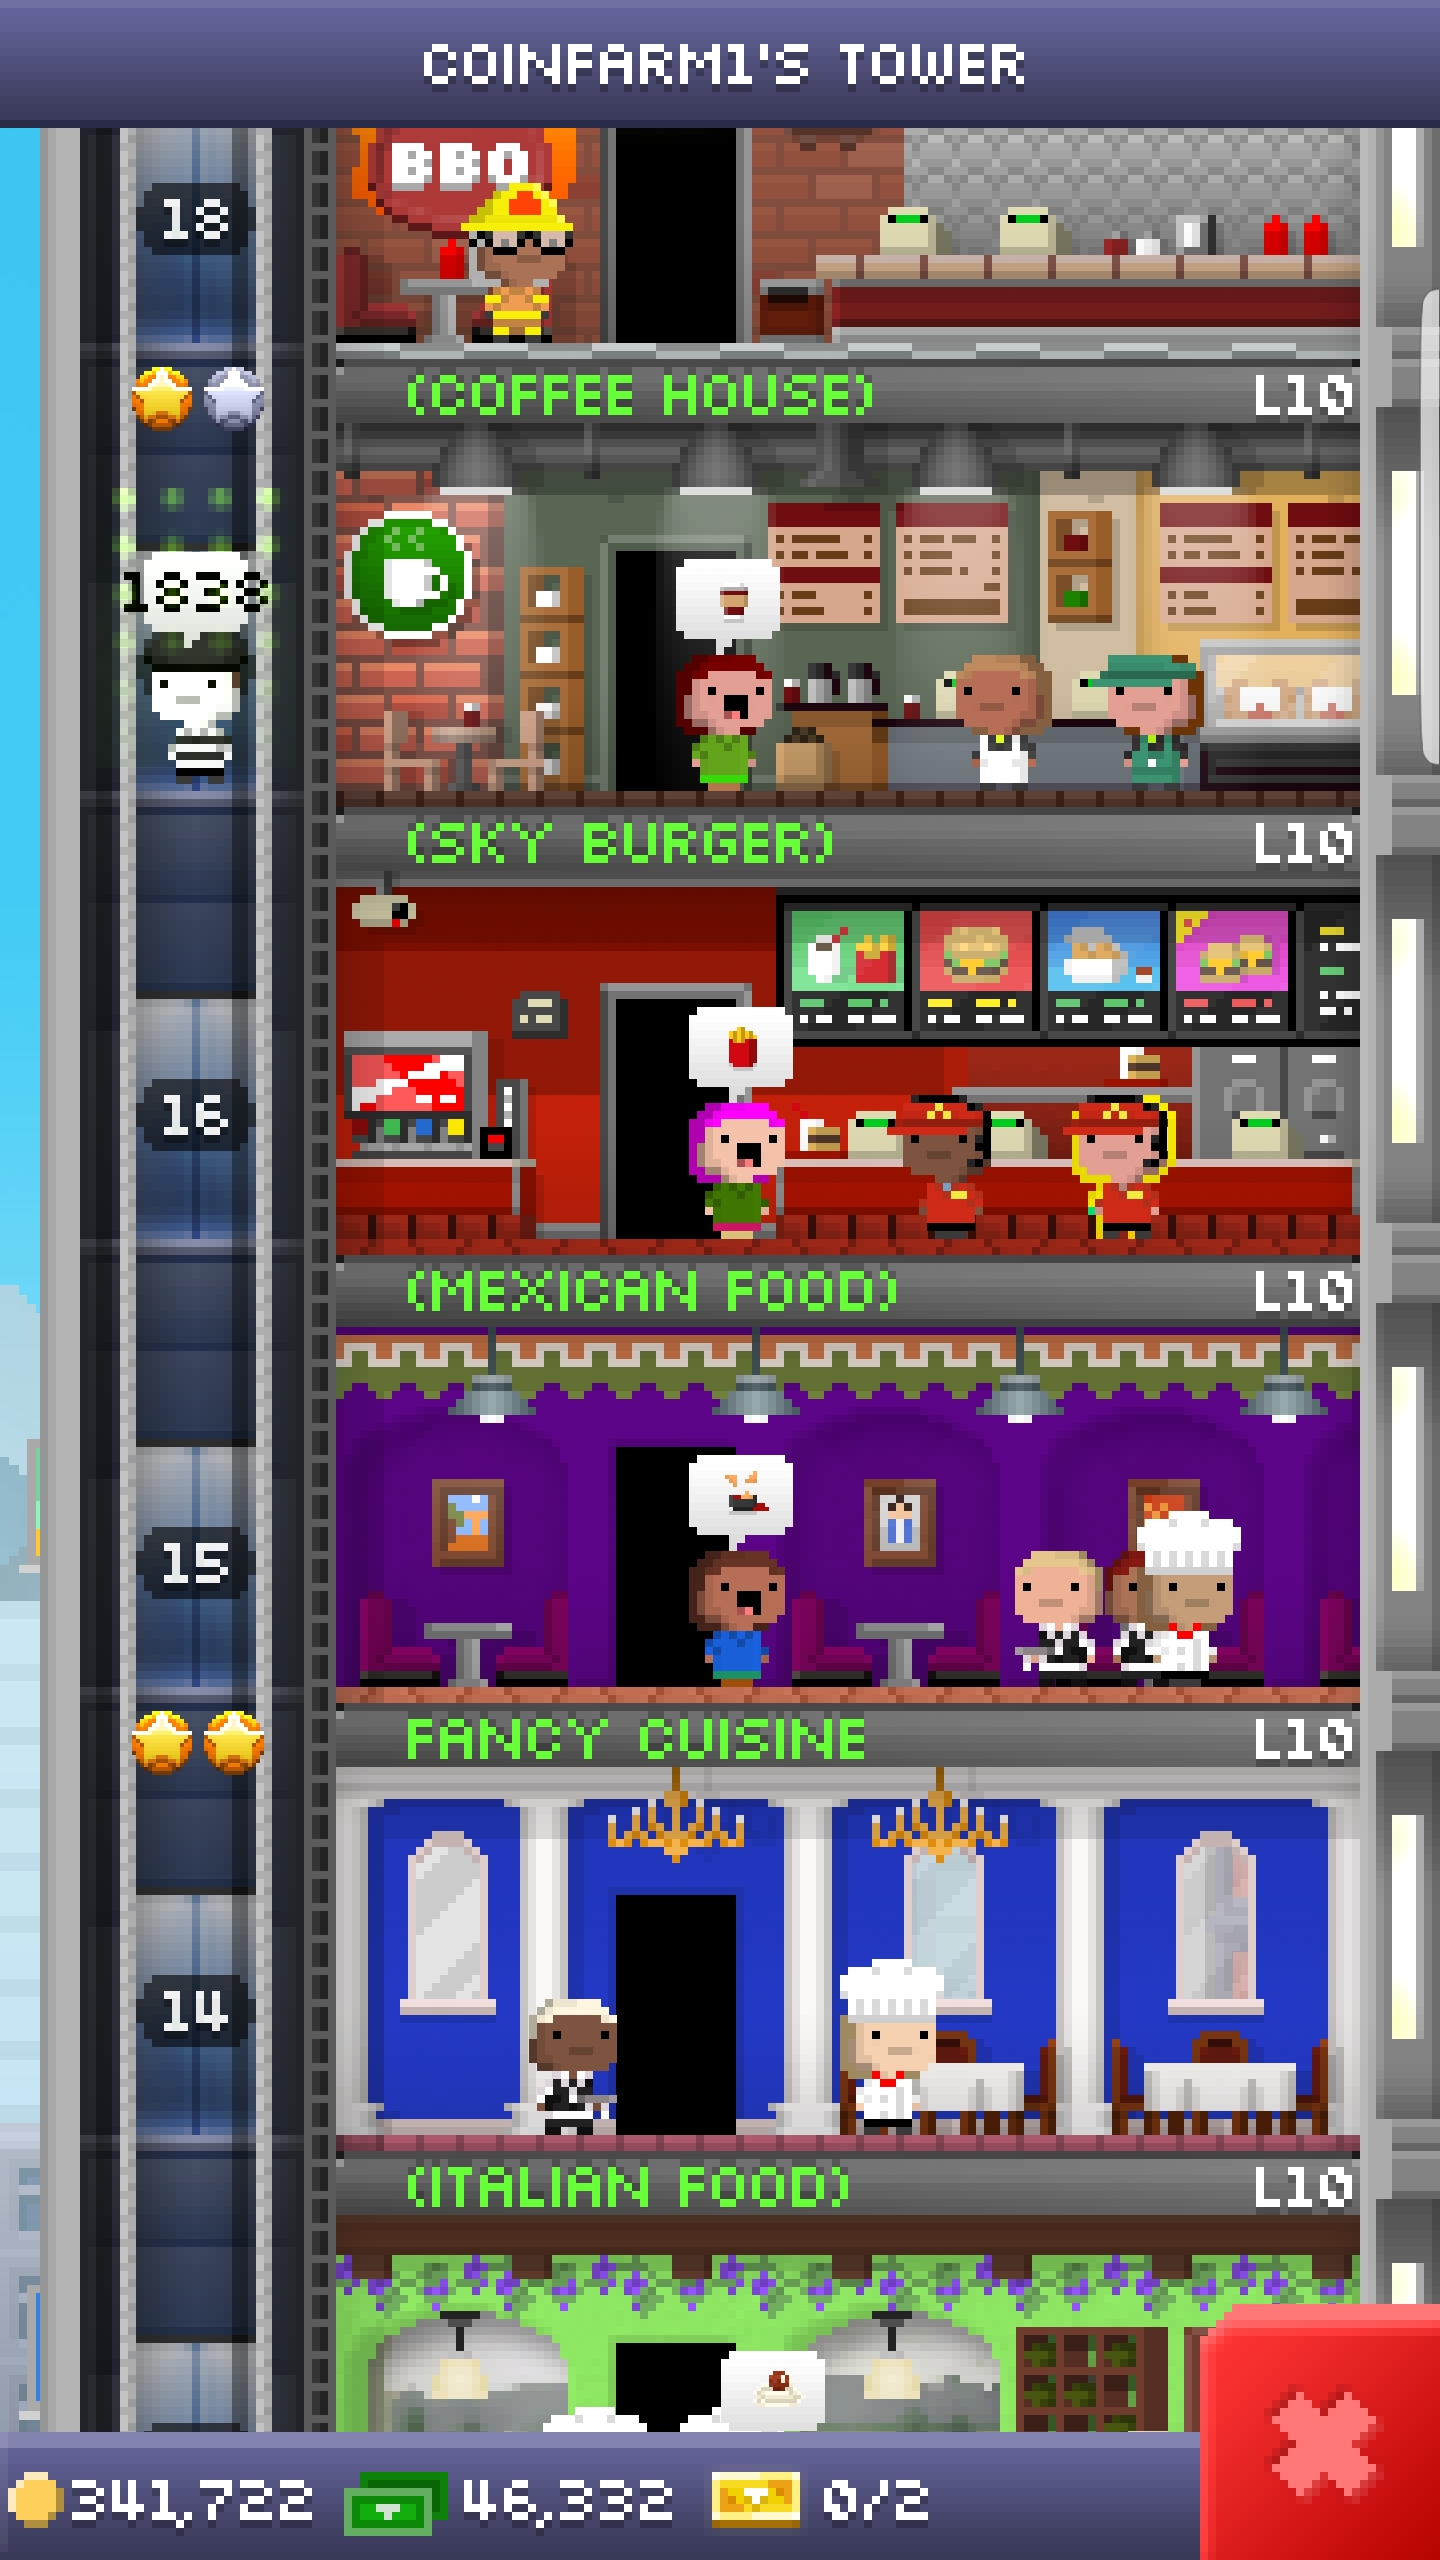 COINFARM1'S TOWER
18
BBQ
(COFFEE HOUSE) L10
1838
(SKY BURGER) L10
16
(MEXICAN FOOD) L10
15
FANCY CUISINE L10
14
(ITALIAN FOOD) L10
341,722 46,332 0/2